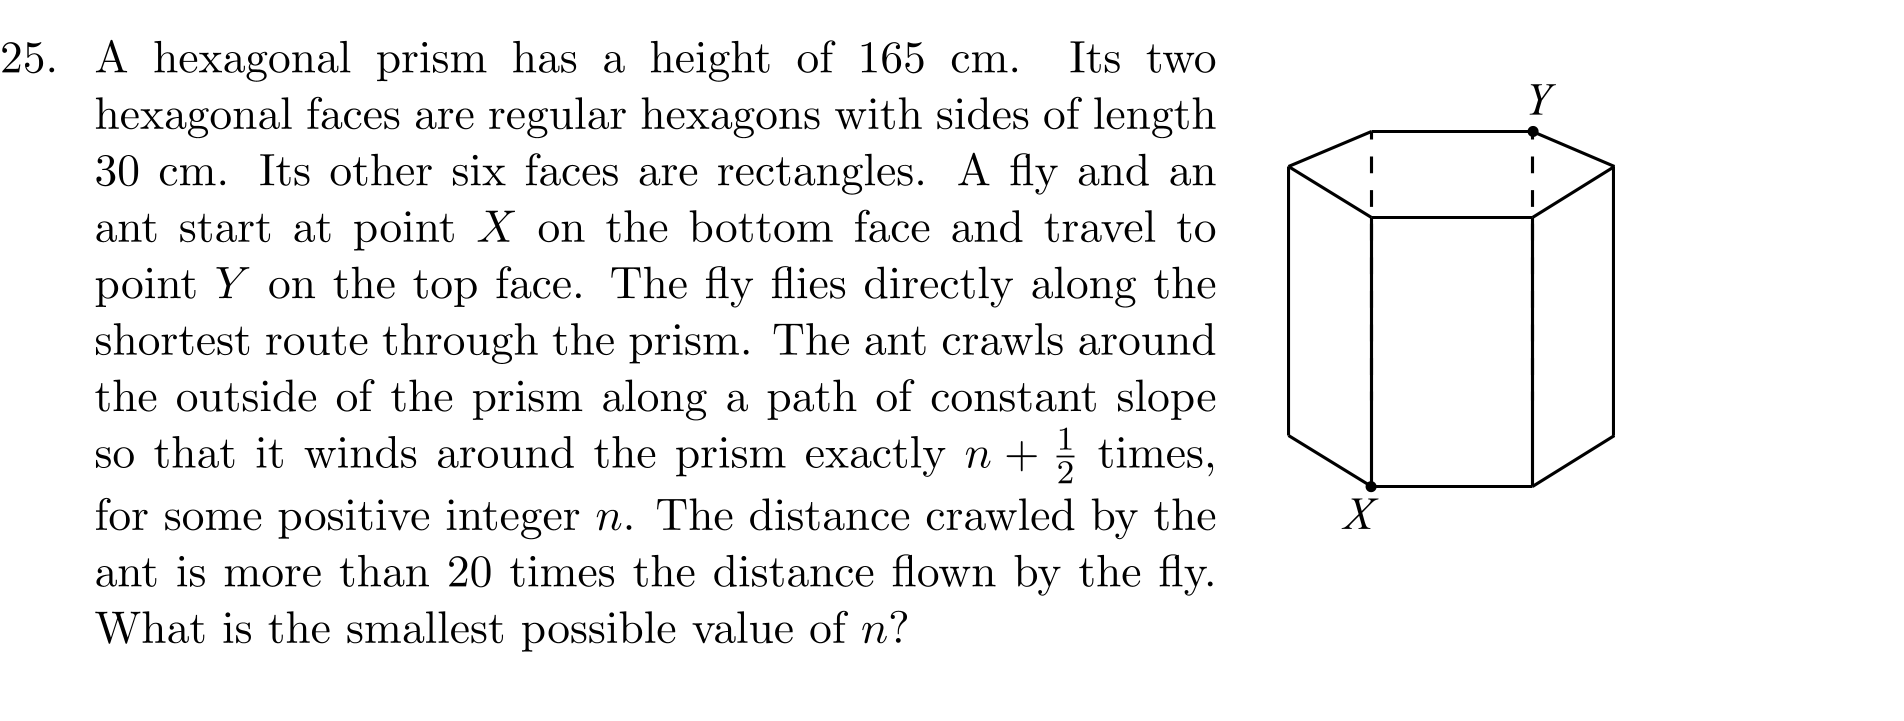 25. A hexagonal prism has a height of 165 cm. Its two
hexagonal faces are regular hexagons with sides of length
30 cm. Its other six faces are rectangles. A fly and an
ant start at point X on the bottom face and travel to
point Y on the top face. The fly flies directly along the
shortest route through the prism. The ant crawls around
the outside of the prism along a path of constant slope
so that it winds around the prism exactly n + 1/2 times,
for some positive integer n. The distance crawled by the
ant is more than 20 times the distance flown by the fly.
What is the smallest possible value of n?
Y
X